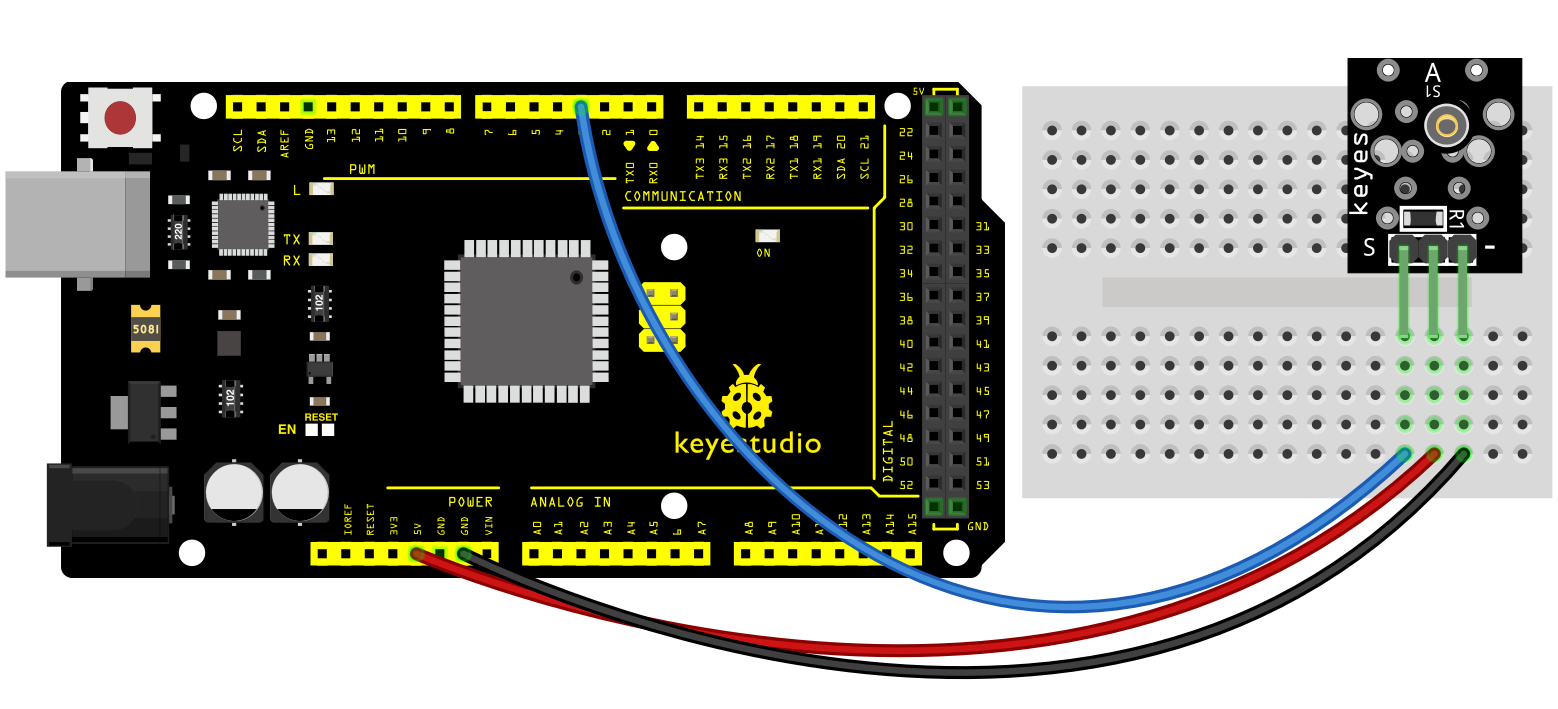 SCL SDA AREF GND 13 12 11 10 9 8
7 6 5 4 2 TX0 1 RX0 0
TX3 14 RX3 15 TX2 16 RX2 17 TX1 18 RX1 19 SDA 20 SCL 21
5V
PWM
COMMUNICATION
L
TX
RX
ON
220
102
5081
102
RESET
EN
keyestudio
22
24
26
28
30 31
32 33
34 35
36 37
38 39
40 41
42 43
44 45
46 47
48 49
50 51
52 53
DIGITAL
GND
POWER
ANALOG IN
IOREF RESET 3V3 5V GND GND VIN
A0 A1 A2 A3 A4 A5 6 A7
A8 A9 A10 12 A13 A14 A15
A
S1
keyes
R1
S -